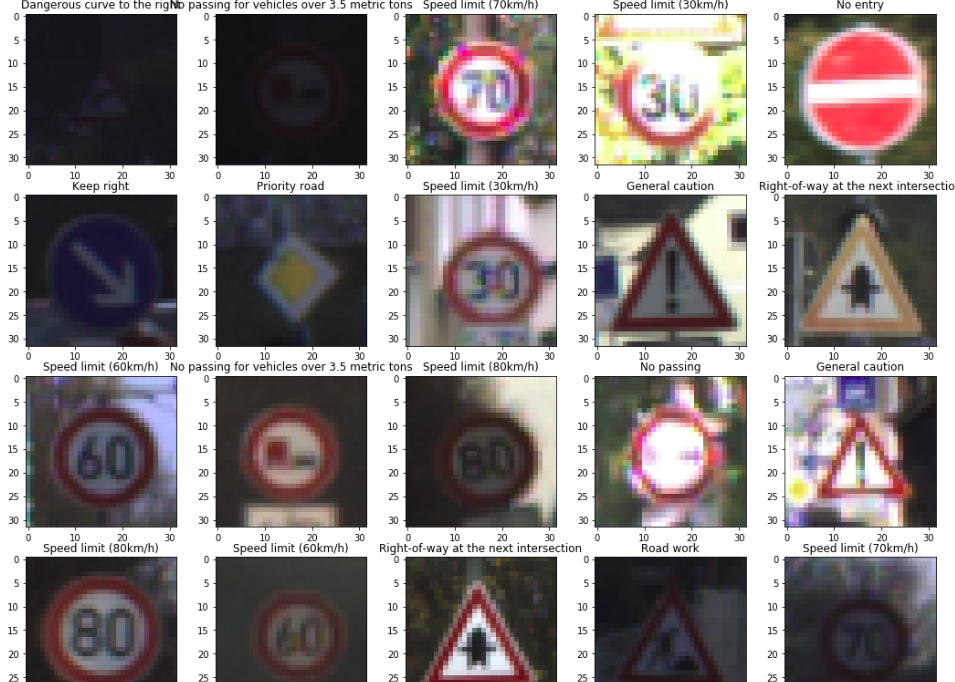 Dangerous curve to the right No passing for vehicles over 3.5 metric tons Speed limit (70km/h) Speed limit (30km/h) No entry
0 5 10 15 20 25 30
0 10 20 30
0 5 10 15 20 25 30
0 10 20 30
0 5 10 15 20 25 30
0 10 20 30
70
0 5 10 15 20 25 30
0 10 20 30
30
0 5 10 15 20 25 30
0 10 20 30
Keep right Priority road Speed limit (30km/h) General caution Right-of-way at the next intersectio
0 5 10 15 20 25 30
0 10 20 30
0 5 10 15 20 25 30
0 10 20 30
0 5 10 15 20 25 30
0 10 20 30
30
0 5 10 15 20 25 30
0 10 20 30
!
0 5 10 15 20 25 30
0 10 20 30
Speed limit (60km/h) No passing for vehicles over 3.5 metric tons Speed limit (80km/h) No passing General caution
0 5 10 15 20 25 30
0 10 20 30
60
0 5 10 15 20 25 30
0 10 20 30
0 5 10 15 20 25 30
0 10 20 30
80
0 5 10 15 20 25 30
0 10 20 30
0 5 10 15 20 25 30
0 10 20 30
Speed limit (80km/h) Speed limit (60km/h) Right-of-way at the next intersection Road work Speed limit (70km/h)
0 5 10 15 20 25
80
0 5 10 15 20 25
60
0 5 10 15 20 25
0 5 10 15 20 25
0 5 10 15 20 25
70